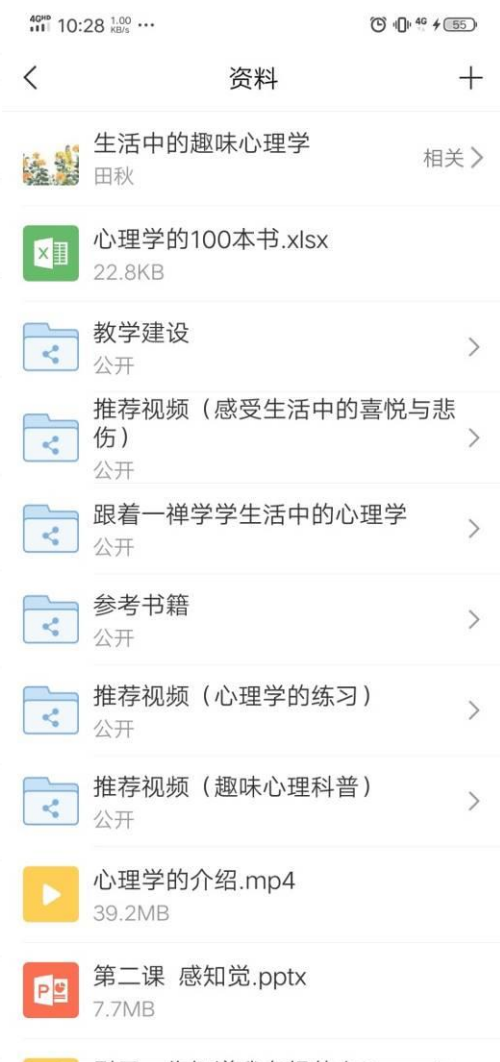 4GHD 10:28 1.00 KB/s ... 4G 55
资料
生活中的趣味心理学
田秋
相关
心理学的100本书.xlsx
22.8KB
教学建设
公开
推荐视频（感受生活中的喜悦与悲
伤）
公开
跟着一禅学学生活中的心理学
公开
参考书籍
公开
推荐视频（心理学的练习）
公开
推荐视频（趣味心理科普）
公开
心理学的介绍.mp4
39.2MB
第二课 感知觉.pptx
7.7MB